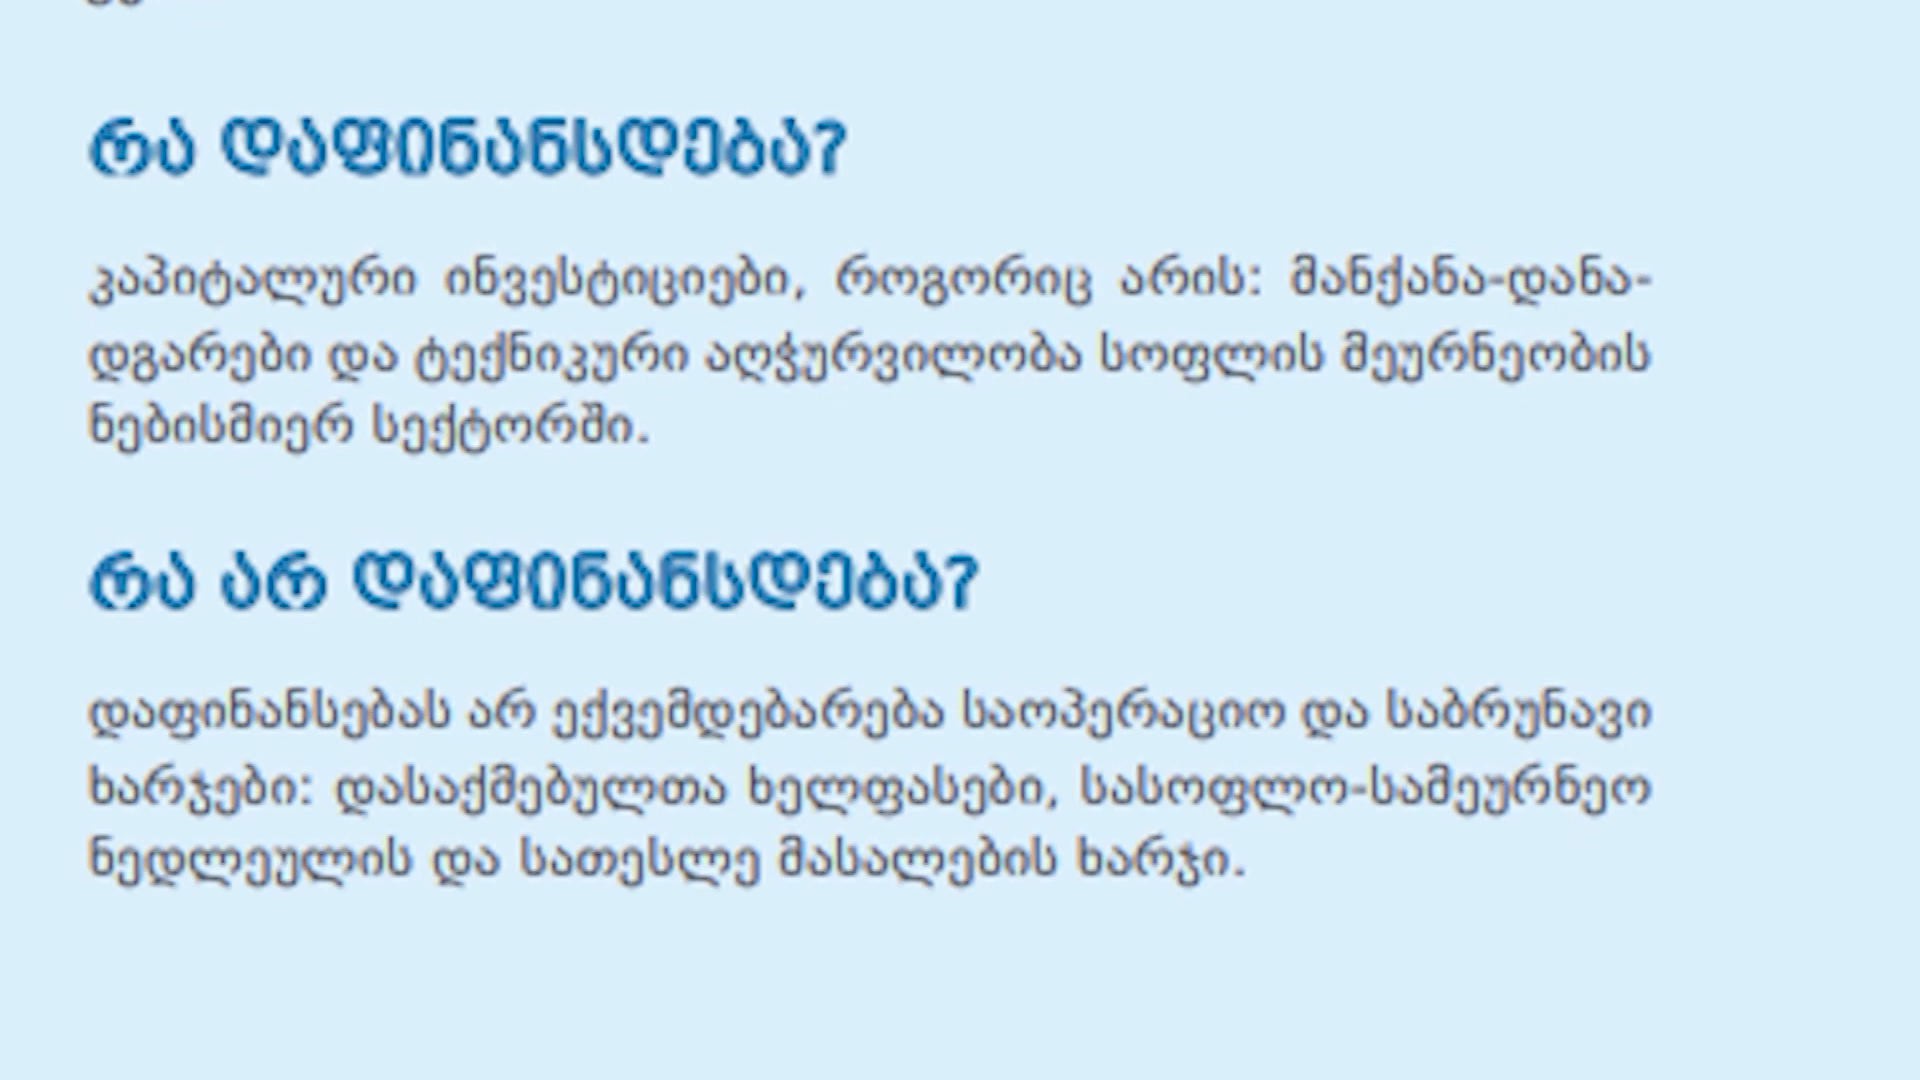 რა დაფინანსდება?
კაპიტალური ინვესტიციები, როგორიც არის: მანქანა-დანა-
დგარები და ტექნიკური აღჭურვილობა სოფლის მეურნეობის
ნებისმიერ სექტორში.
რა არ დაფინანსდება?
დაფინანსებას არ ექვემდებარება საოპერაციო და საბრუნავი
ხარჯები: დასაქმებულთა ხელფასები, სასოფლო-სამეურნეო
ნედლეულის და სათესლე მასალების ხარჯი.